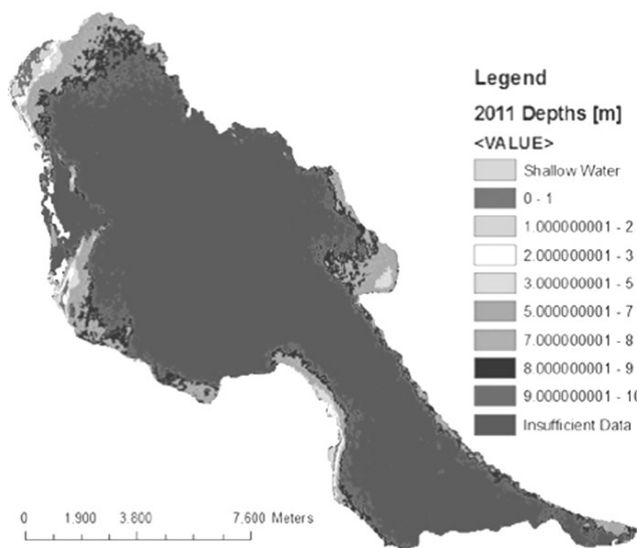 Legend
2011 Depths [m]
<VALUE>
Shallow Water
0 - 1
1.000000001 - 2
2.000000001 - 3
3.000000001 - 5
5.000000001 - 7
7.000000001 - 8
8.000000001 - 9
9.000000001 - 10
Insufficient Data
0 1.900 3.800 7.600 Meters